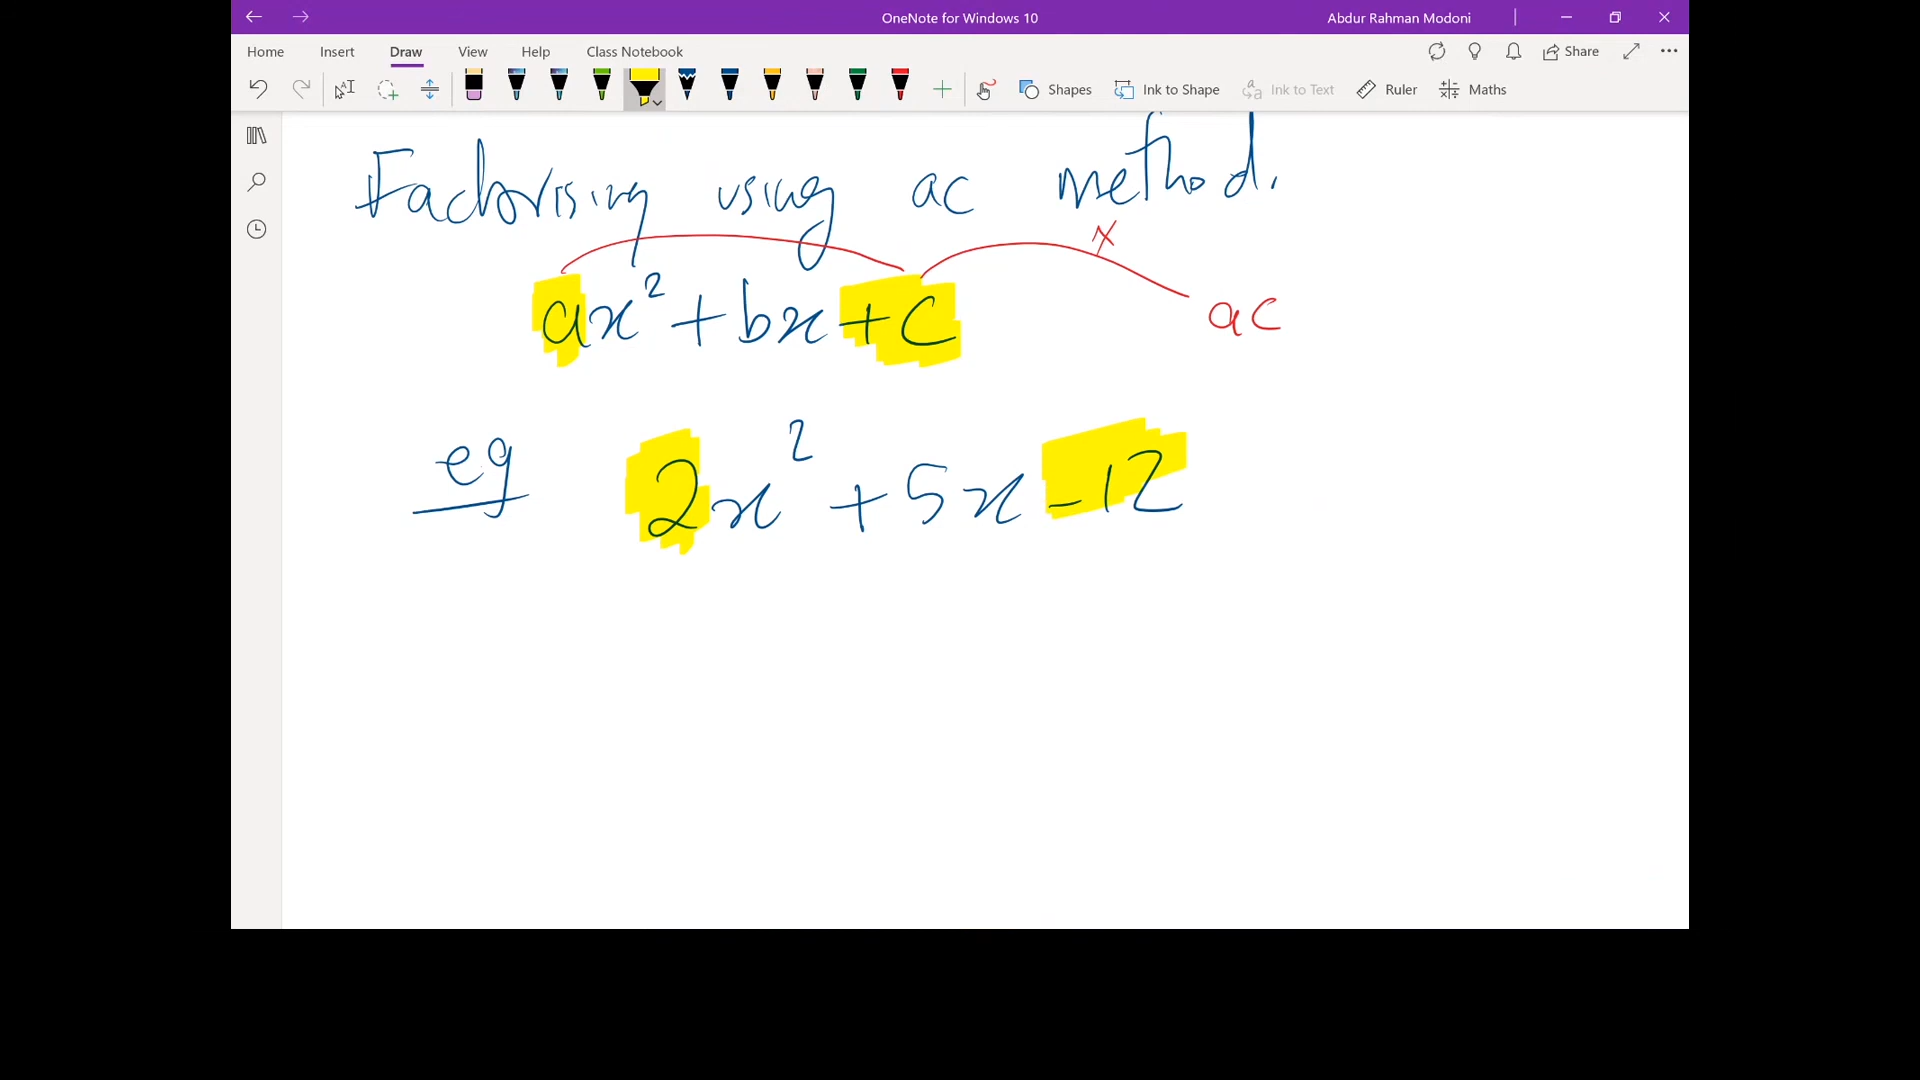 OneNote for Windows 10
Abdur Rahman Modoni
Home Insert Draw View Help Class Notebook
Share
Shapes Ink to Shape Ink to Text Ruler Maths
Factorising using ac method.
×
ax²+bx+c
ac
eg 2x²+5x-12